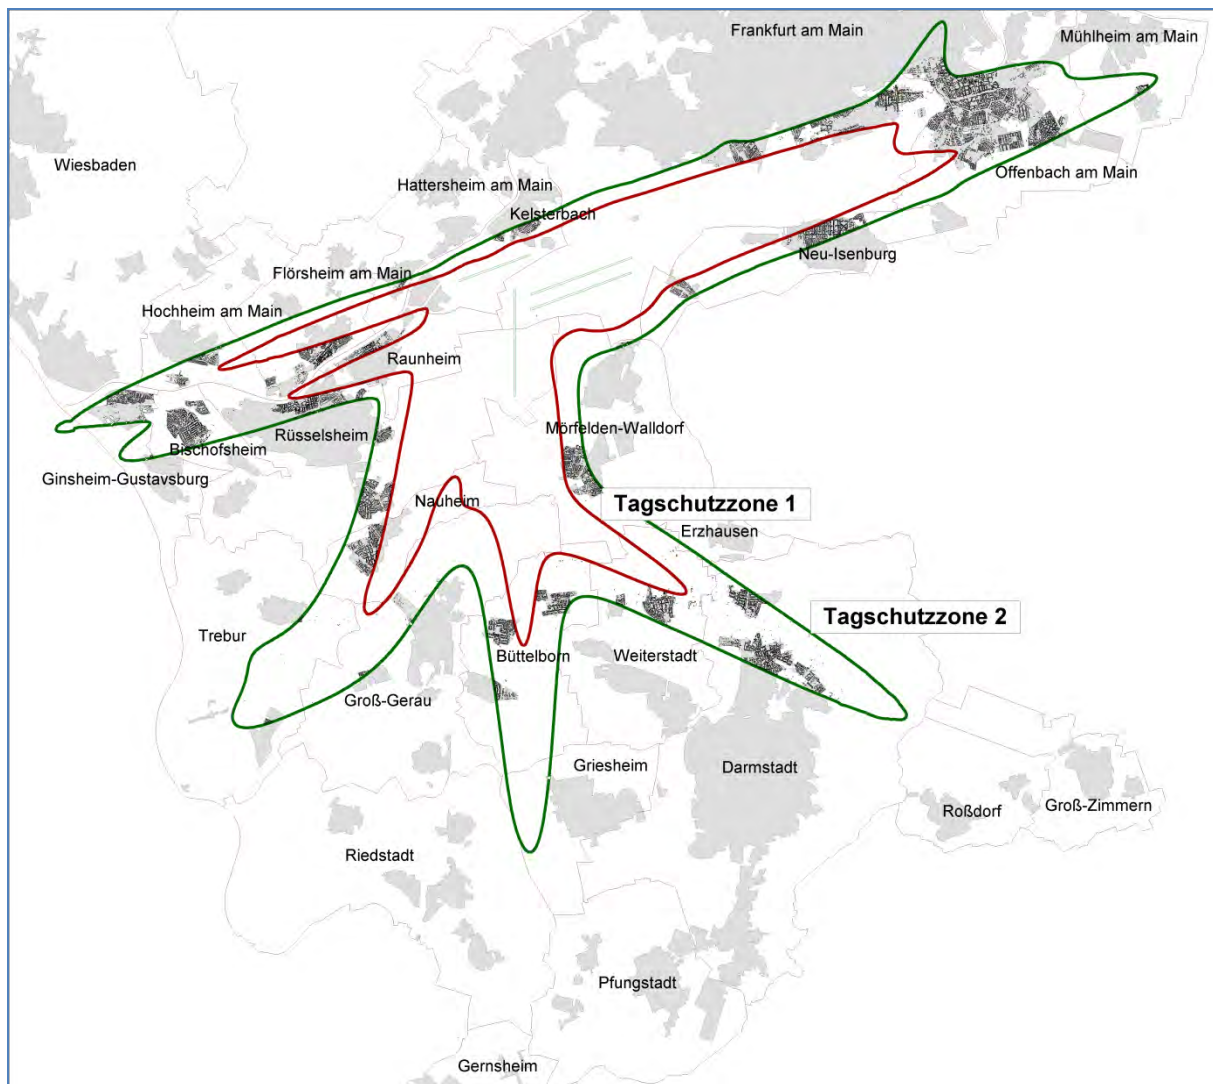 Frankfurt am Main
Mühlheim am Main
Wiesbaden
Hattersheim am Main
Offenbach am Main
Kelsterbach
Neu-Isenburg
Flörsheim am Main
Hochheim am Main
Raunheim
Mörfelden-Walldorf
Rüsselsheim
Bischofsheim
Ginsheim-Gustavsburg
Nauheim
Tagschutzzone 1
Erzhausen
Tagschutzzone 2
Trebur
Büttelborn
Weiterstadt
Groß-Gerau
Griesheim
Darmstadt
Roßdorf
Groß-Zimmern
Riedstadt
Pfungstadt
Gernsheim